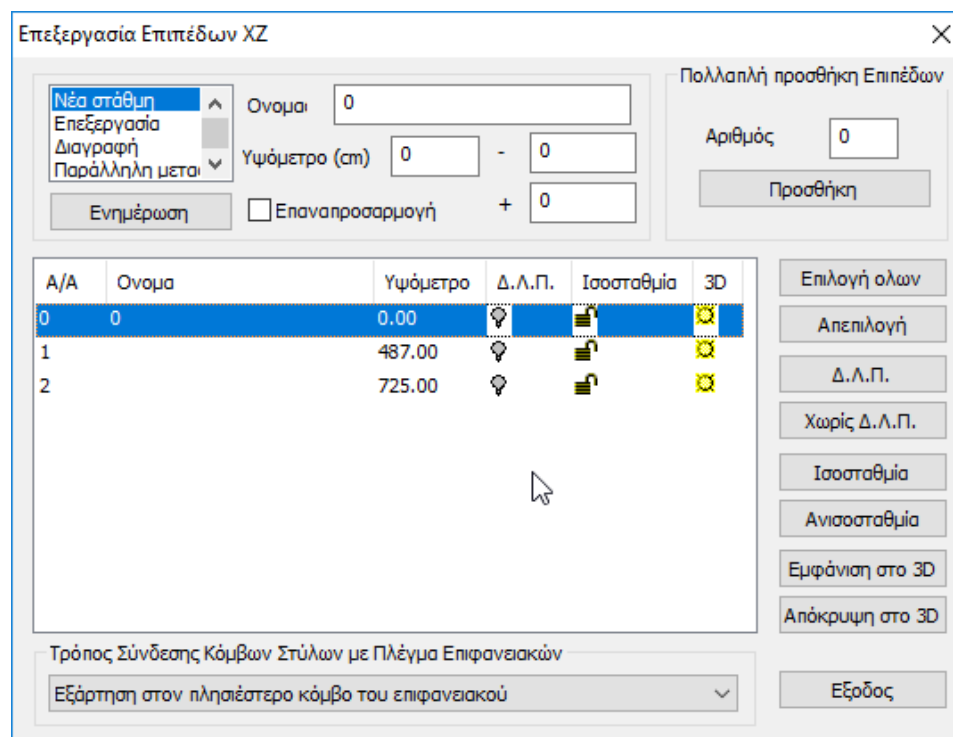 Επεξεργασία Επιπέδων XZ
Νέα στάθμη
Επεξεργασία
Διαγραφή
Παράλληλη μετα
Ονομα
0
Υψόμετρο (cm)
0
-
0
Ενημέρωση
Επαναπροσαρμογή
+
0
Πολλαπλή προσθήκη Επιπέδων
Αριθμός
0
Προσθήκη
Α/Α Ονομα Υψόμετρο Δ.Λ.Π. Ισοσταθμία 3D
0 0 0.00
1 487.00
2 725.00
Επιλογή ολων
Απεπιλογή
Δ.Λ.Π.
Χωρίς Δ.Λ.Π.
Ισοσταθμία
Ανισοσταθμία
Εμφάνιση στο 3D
Απόκρυψη στο 3D
Τρόπος Σύνδεσης Κόμβων Στύλων με Πλέγμα Επιφανειακών
Εξάρτηση στον πλησιέστερο κόμβο του επιφανειακού
Εξοδος